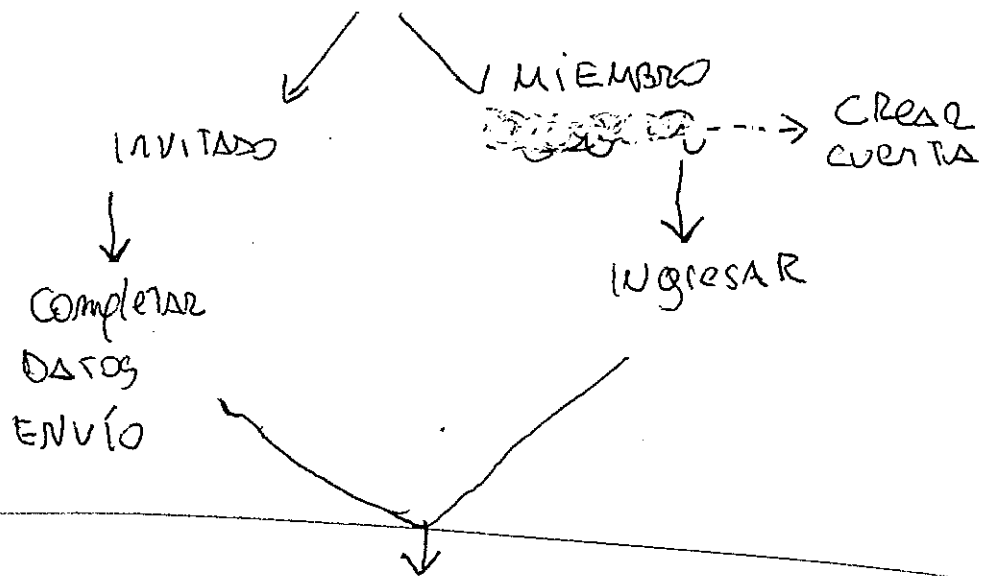 MIEMBRO
INVITADO
CREAR
CUENTA
COMPLETAR
DATOS
ENVÍO
INGRESAR